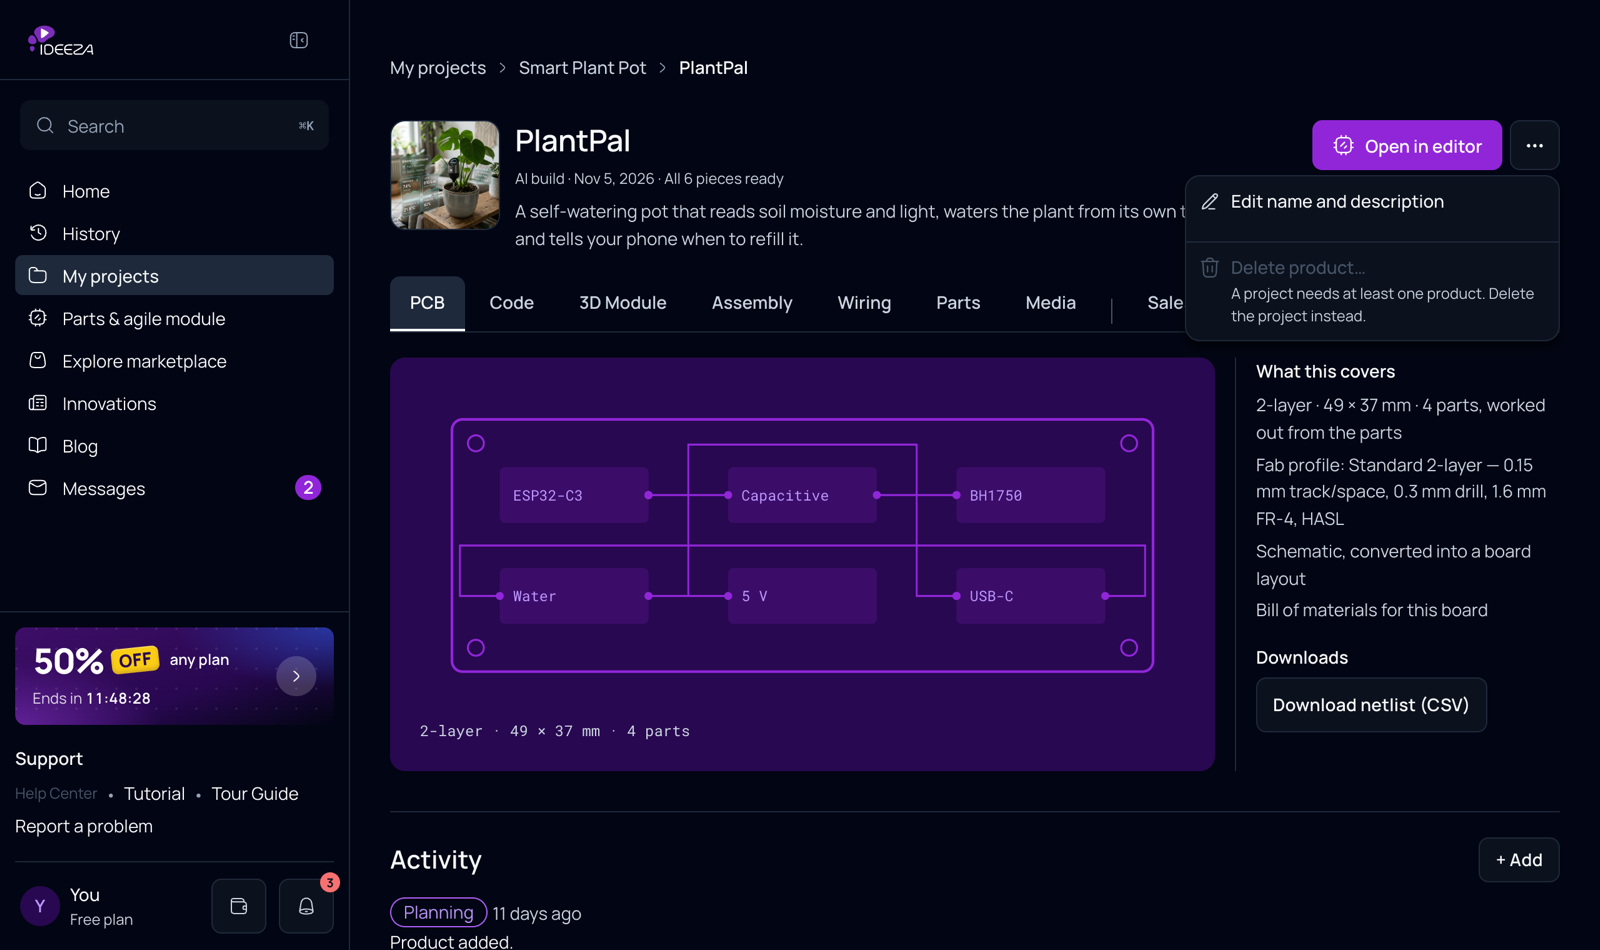 IDEEZA
Search
⌘K
Home
History
My projects
Parts & agile module
Explore marketplace
Innovations
Blog
Messages
2
50% OFF any plan
Ends in 11:48:28
Support
Help Center • Tutorial • Tour Guide
Report a problem
Y
You
Free plan
3
My projects > Smart Plant Pot > PlantPal
PlantPal
AI build · Nov 5, 2026 · All 6 pieces ready
A self-watering pot that reads soil moisture and light, waters the plant from its own
and tells your phone when to refill it.
Open in editor
Edit name and description
Delete product…
A project needs at least one product. Delete
the project instead.
PCB
Code
3D Module
Assembly
Wiring
Parts
Media
Sale
ESP32-C3
Capacitive
BH1750
Water
5 V
USB-C
2-layer · 49 × 37 mm · 4 parts
What this covers
2-layer · 49 × 37 mm · 4 parts, worked
out from the parts
Fab profile: Standard 2-layer — 0.15
mm track/space, 0.3 mm drill, 1.6 mm
FR-4, HASL
Schematic, converted into a board
layout
Bill of materials for this board
Downloads
Download netlist (CSV)
Activity
+ Add
Planning 11 days ago
Product added.